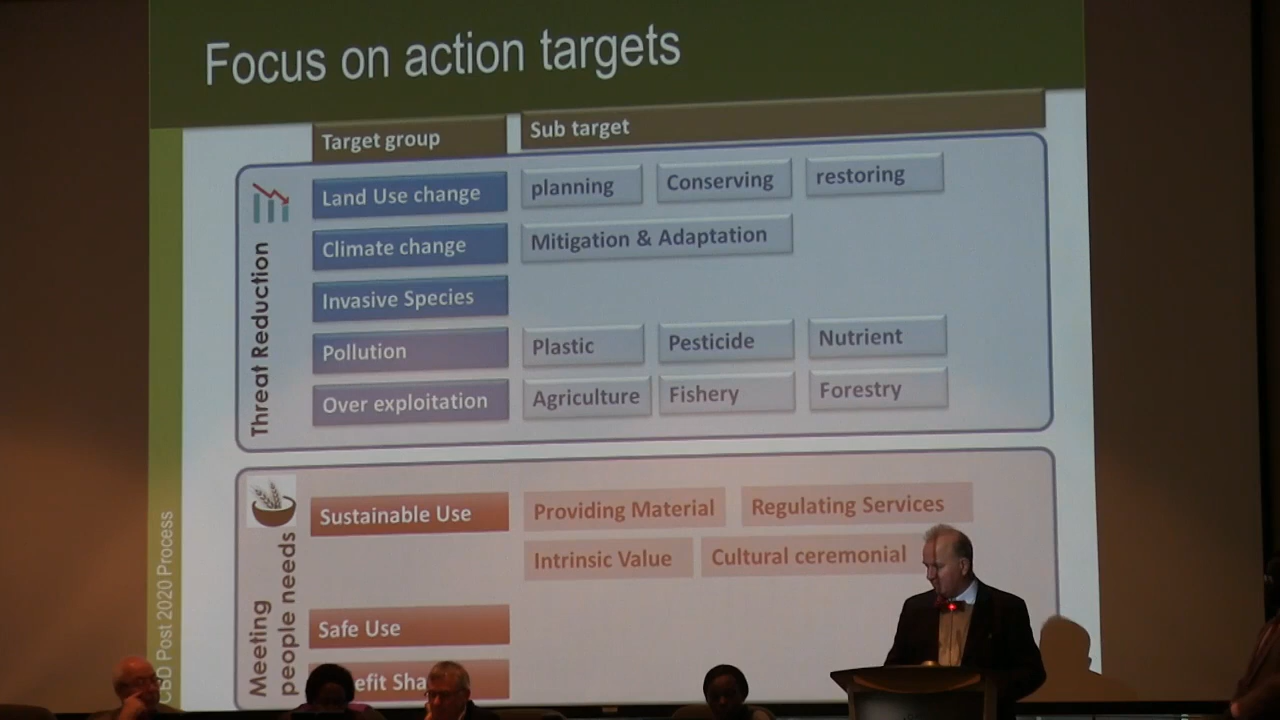 Focus on action targets
Target group
Sub target
Land Use change
planning
Conserving
restoring
Climate change
Mitigation & Adaptation
Invasive Species
Pollution
Plastic
Pesticide
Nutrient
Over exploitation
Agriculture
Fishery
Forestry
Threat Reduction
Sustainable Use
Providing Material
Regulating Services
Intrinsic Value
Cultural ceremonial
Safe Use
efit Sha
Meeting
people needs
CBD Post 2020 Process